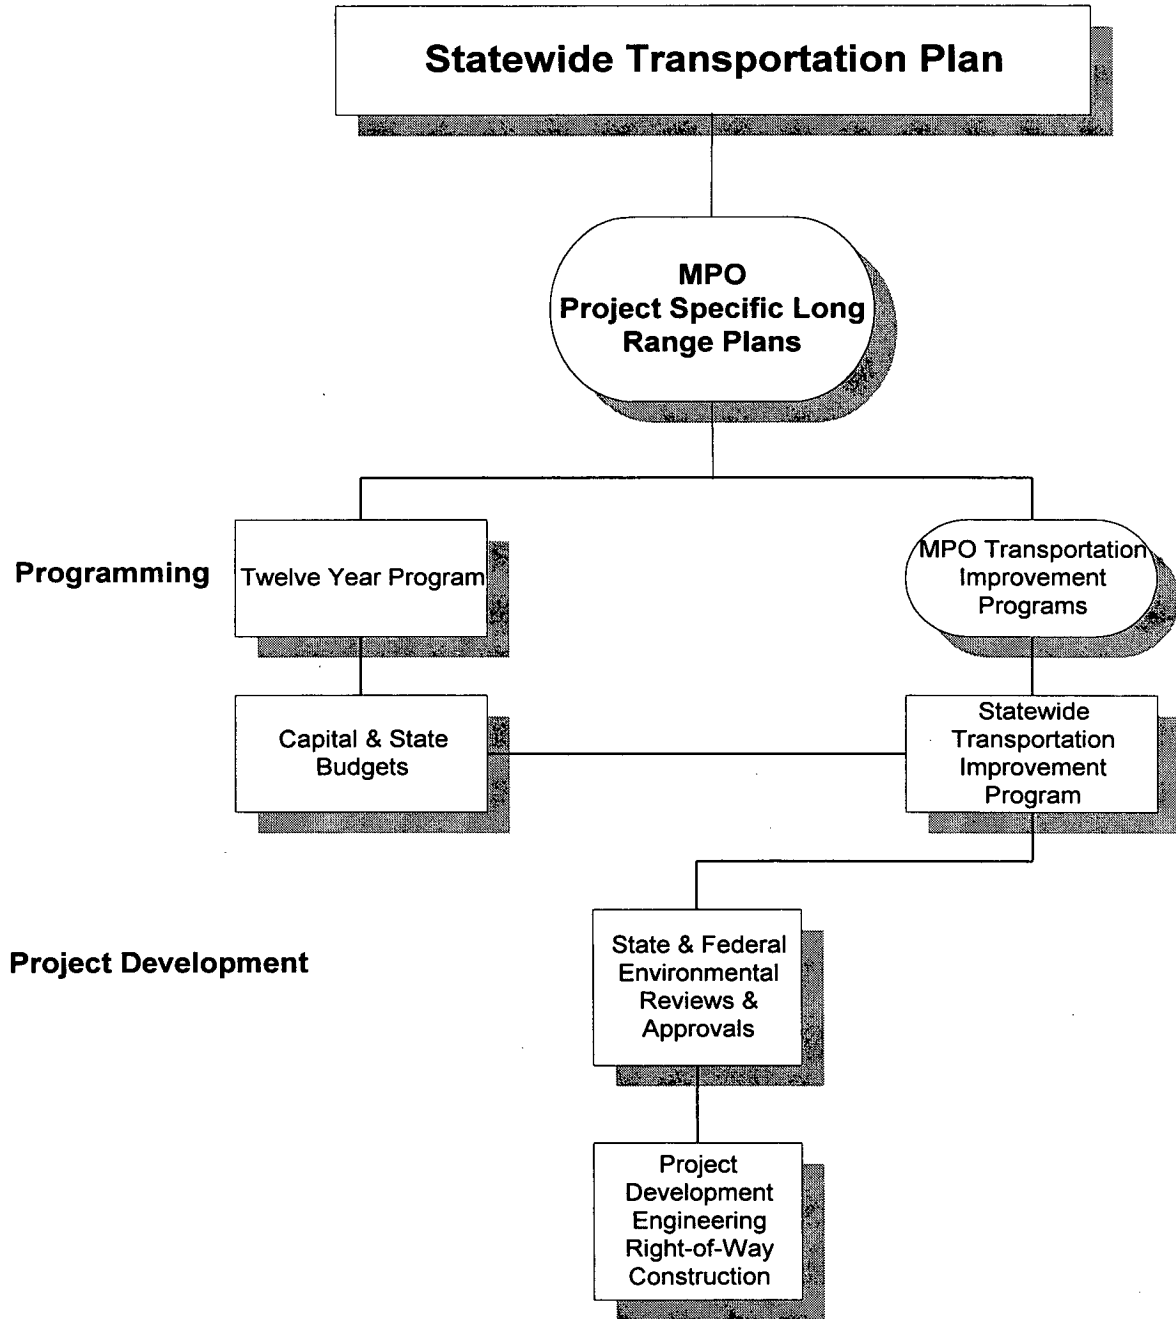 Statewide Transportation Plan
MPO
Project Specific Long
Range Plans
Programming
Twelve Year Program
MPO Transportation
Improvement
Programs
Capital & State
Budgets
Statewide
Transportation
Improvement
Program
Project Development
State & Federal
Environmental
Reviews &
Approvals
Project
Development
Engineering
Right-of-Way
Construction